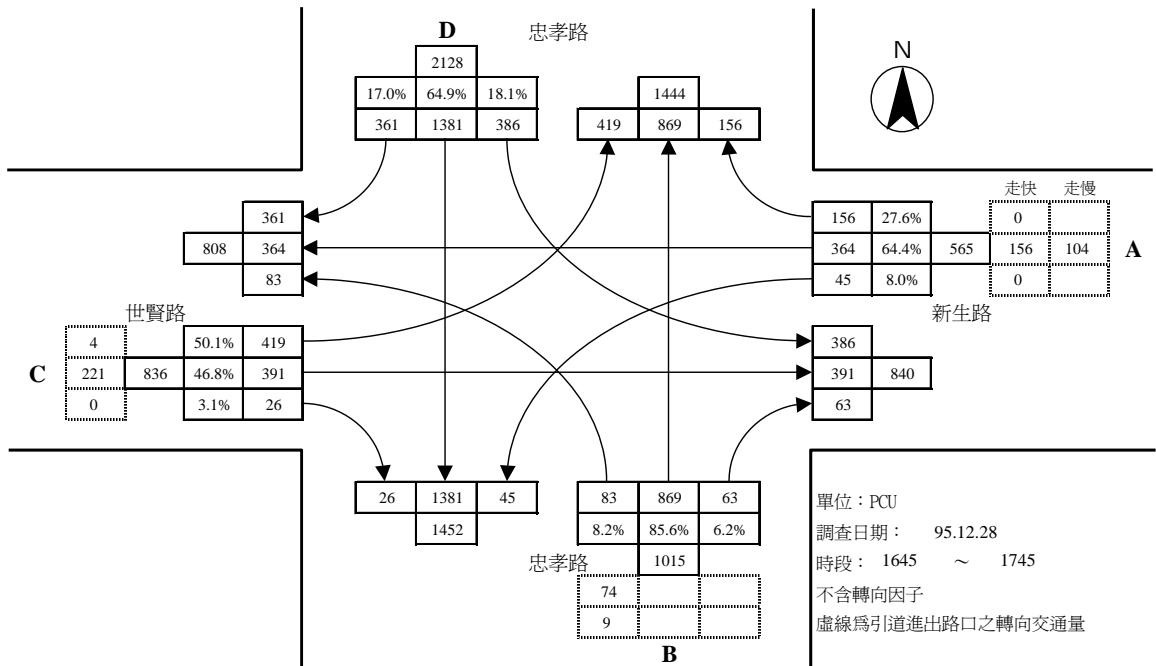 D 忠孝路
2128
17.0% 64.9% 18.1%
361 1381 386
1444
419 869 156
N
361
808 364
83
走快 走慢
156 27.6% 0
364 64.4% 565 156 104 A
45 8.0% 0
世賢路
新生路
4 50.1% 419
C 221 836 46.8% 391
0 3.1% 26
386
391 840
63
26 1381 45
1452
83 869 63
8.2% 85.6% 6.2%
忠孝路 1015
74
9
B
單位：PCU
調查日期： 95.12.28
時段： 1645 ～ 1745
不含轉向因子
虛線爲引道進出路口之轉向交通量